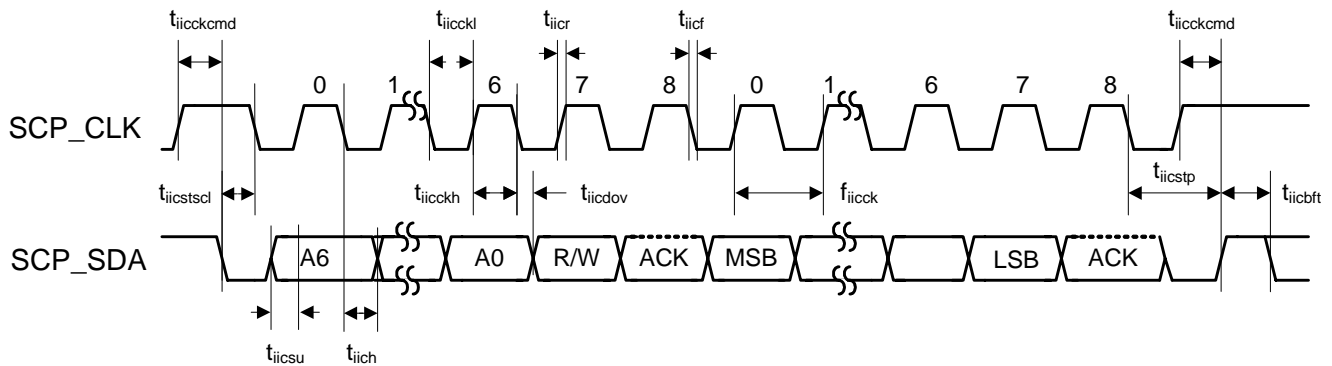 t_iicckcmd t_iicckl t_iicr t_iicf t_iicckcmd
0 1 6 7 8 0 1 6 7 8
SCP_CLK
t_iicstscl t_iicckh t_iicdov f_iicck t_iicstp t_iicbft
SCP_SDA A6 A0 R/W ACK MSB LSB ACK
t_iicsu t_iich